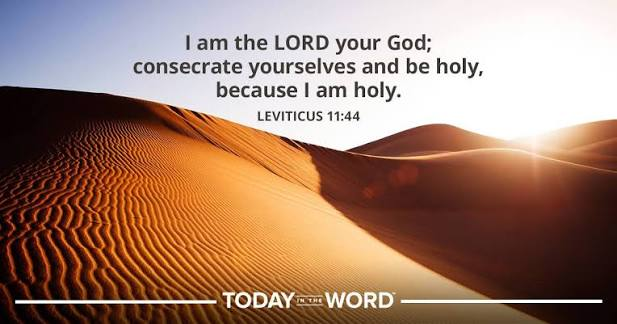 I am the LORD your God;
consecrate yourselves and be holy,
because I am holy.
LEVITICUS 11:44
TODAY IN THE WORD™